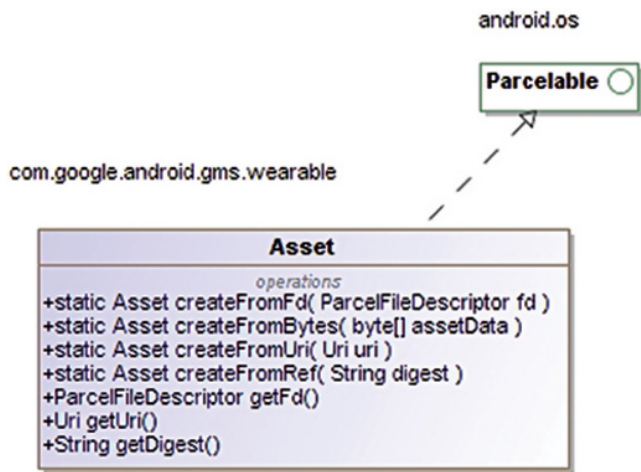 android.os
Parcelable
com.google.android.gms.wearable
Asset
operations
+static Asset createFromFd( ParcelFileDescriptor fd )
+static Asset createFromBytes( byte[] assetData )
+static Asset createFromUri( Uri uri )
+static Asset createFromRef( String digest )
+ParcelFileDescriptor getFd()
+Uri getUri()
+String getDigest()